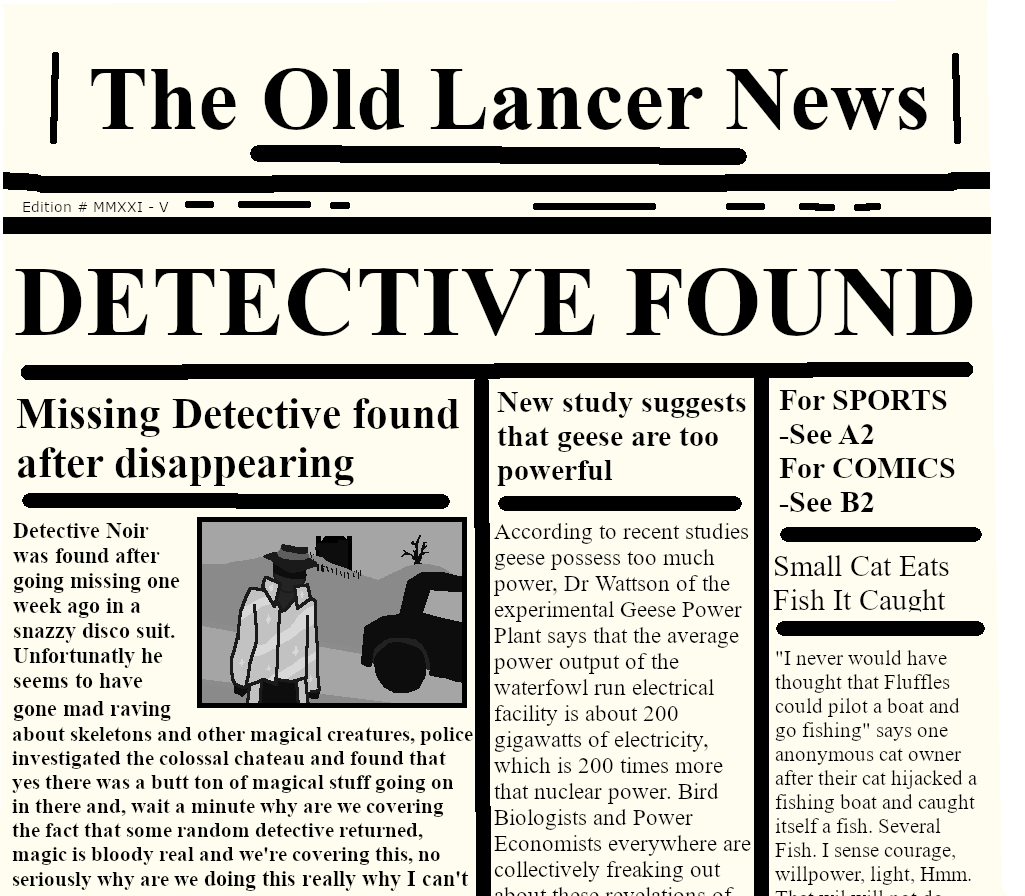 The Old Lancer News
Edition # MMXXI - V
DETECTIVE FOUND
Missing Detective found
after disappearing
Detective Noir
was found after
going missing one
week ago in a
snazzy disco suit.
Unfortunatly he
seems to have
gone mad raving
about skeletons and other magical creatures, police
investigated the colossal chateau and found that
yes there was a butt ton of magical stuff going on
in there and, wait a minute why are we covering
the fact that some random detective returned,
magic is bloody real and we're covering this, no
seriously why are we doing this really why I can't
New study suggests
that geese are too
powerful
According to recent studies
geese possess too much
power, Dr Wattson of the
experimental Geese Power
Plant says that the average
power output of the
waterfowl run electrical
facility is about 200
gigawatts of electricity,
which is 200 times more
that nuclear power. Bird
Biologists and Power
Economists everywhere are
collectively freaking out
about these revelations of
For SPORTS
-See A2
For COMICS
-See B2
Small Cat Eats
Fish It Caught
"I never would have
thought that Fluffles
could pilot a boat and
go fishing" says one
anonymous cat owner
after their cat hijacked a
fishing boat and caught
itself a fish. Several
Fish. I sense courage,
willpower, light, Hmm.
That wil will not do